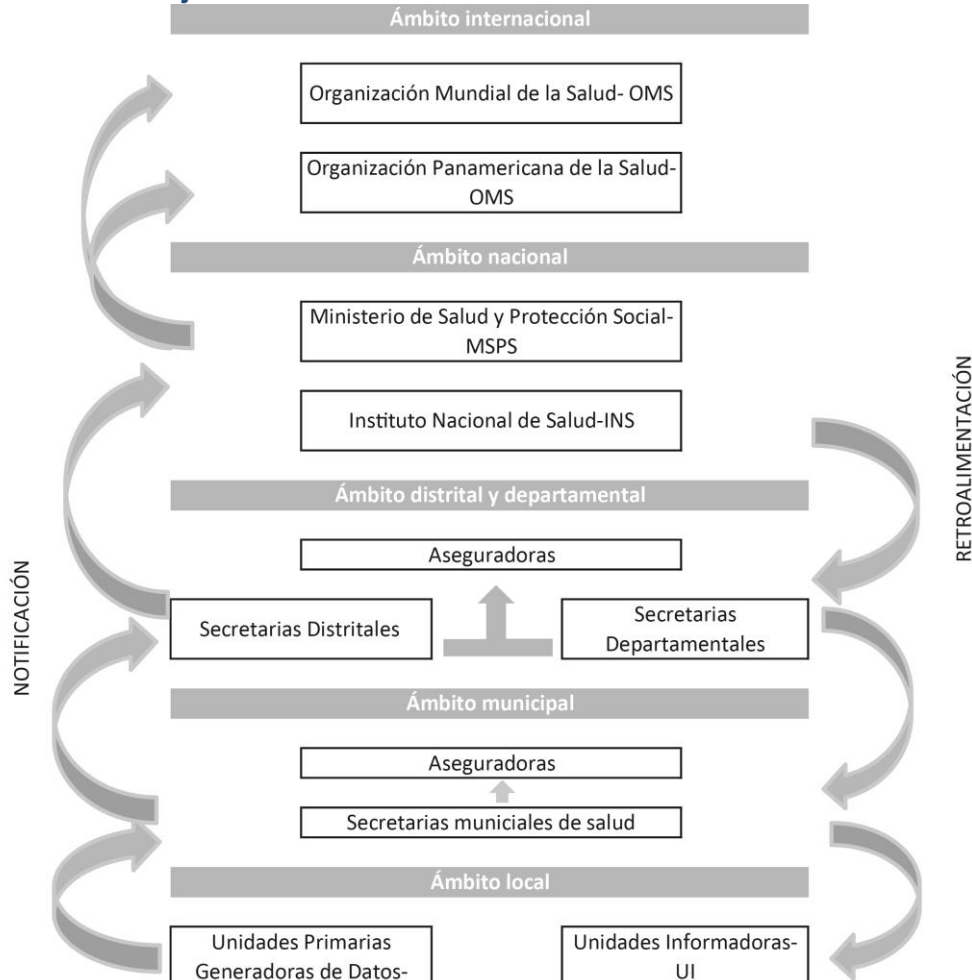 Ámbito internacional
Organización Mundial de la Salud- OMS
Organización Panamericana de la Salud-
OMS
Ámbito nacional
Ministerio de Salud y Protección Social-
MSPS
Instituto Nacional de Salud-INS
RETROALIMENTACIÓN
Ámbito distrital y departamental
Aseguradoras
NOTIFICACIÓN
Secretarias Distritales
Secretarias
Departamentales
Ámbito municipal
Aseguradoras
Secretarias municiales de salud
Ámbito local
Unidades Primarias
Generadoras de Datos-
Unidades Informadoras-
UI